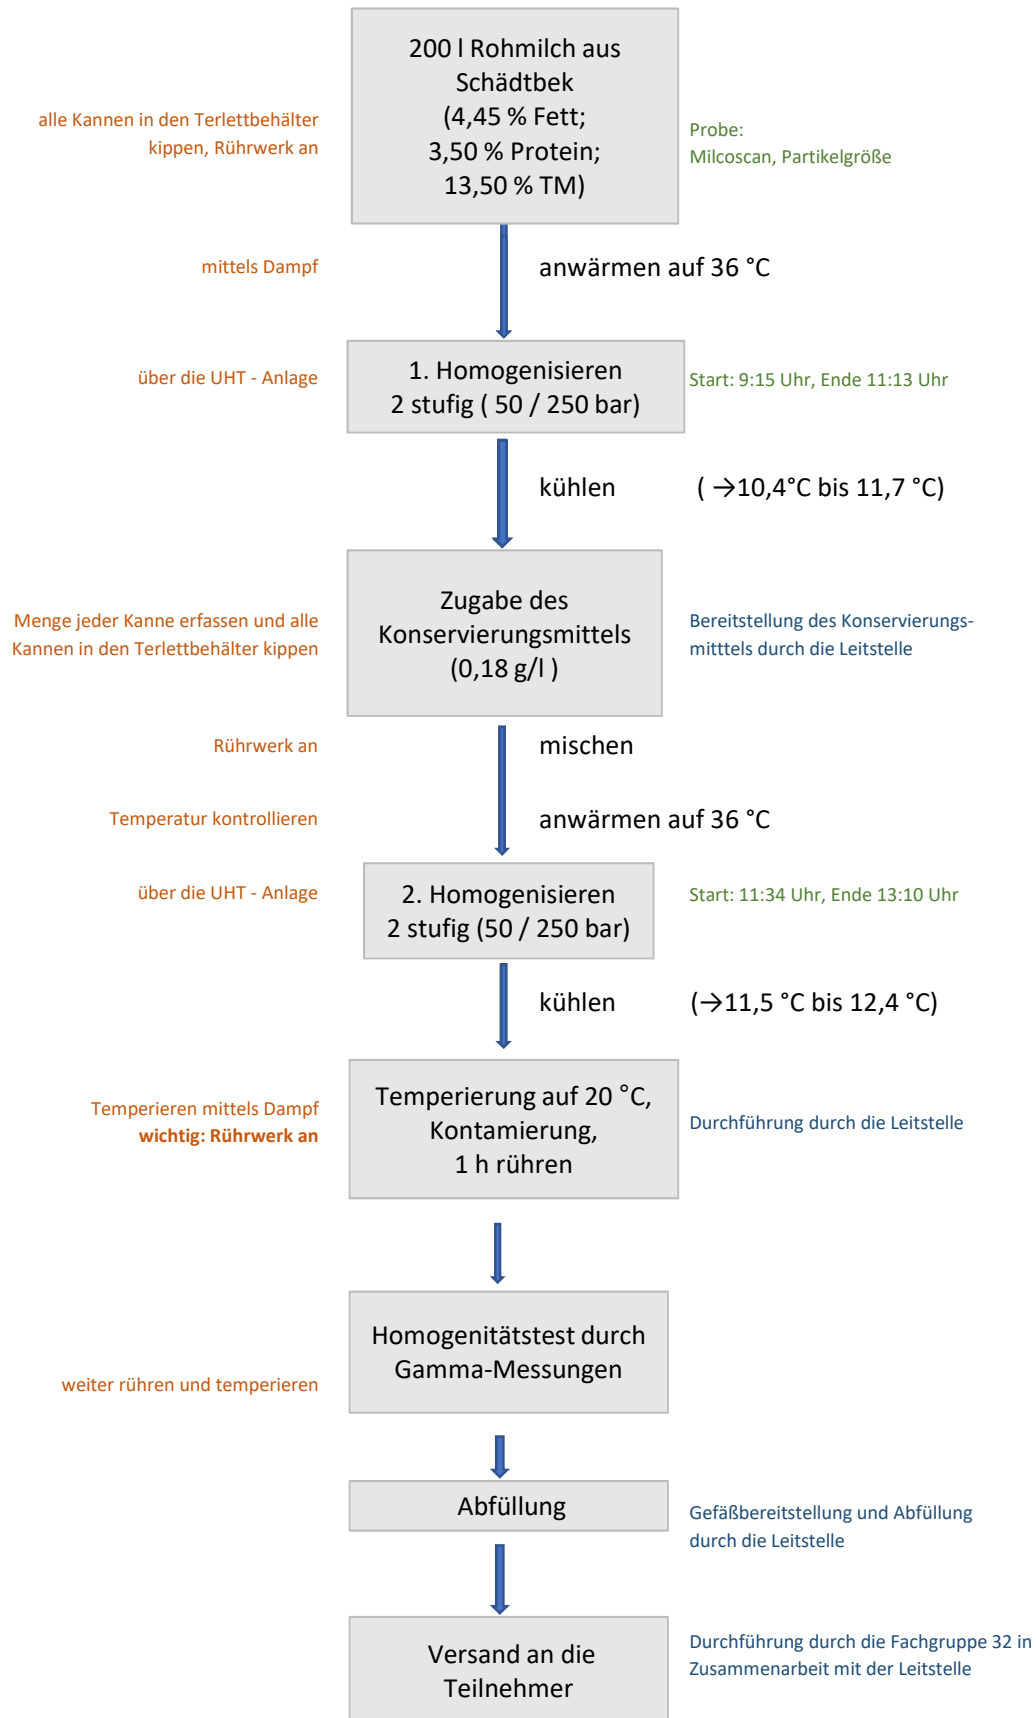 200 l Rohmilch aus
Schädtbek
(4,45 % Fett;
3,50 % Protein;
13,50 % TM)
alle Kannen in den Terlettbehälter
kippen, Rührwerk an
Probe:
Milcoscan, Partikelgröße
mittels Dampf
anwärmen auf 36 °C
über die UHT - Anlage
1. Homogenisieren
2 stufig ( 50 / 250 bar)
Start: 9:15 Uhr, Ende 11:13 Uhr
kühlen
( →10,4°C bis 11,7 °C)
Menge jeder Kanne erfassen und alle
Kannen in den Terlettbehälter kippen
Zugabe des
Konservierungsmittels
(0,18 g/l )
Bereitstellung des Konservierungs-
mitttels durch die Leitstelle
Rührwerk an
mischen
Temperatur kontrollieren
anwärmen auf 36 °C
über die UHT - Anlage
2. Homogenisieren
2 stufig (50 / 250 bar)
Start: 11:34 Uhr, Ende 13:10 Uhr
kühlen
(→11,5 °C bis 12,4 °C)
Temperieren mittels Dampf
wichtig: Rührwerk an
Temperierung auf 20 °C,
Kontamierung,
1 h rühren
Durchführung durch die Leitstelle
Homogenitätstest durch
Gamma-Messungen
weiter rühren und temperieren
Abfüllung
Gefäßbereitstellung und Abfüllung
durch die Leitstelle
Versand an die
Teilnehmer
Durchführung durch die Fachgruppe 32 in
Zusammenarbeit mit der Leitstelle